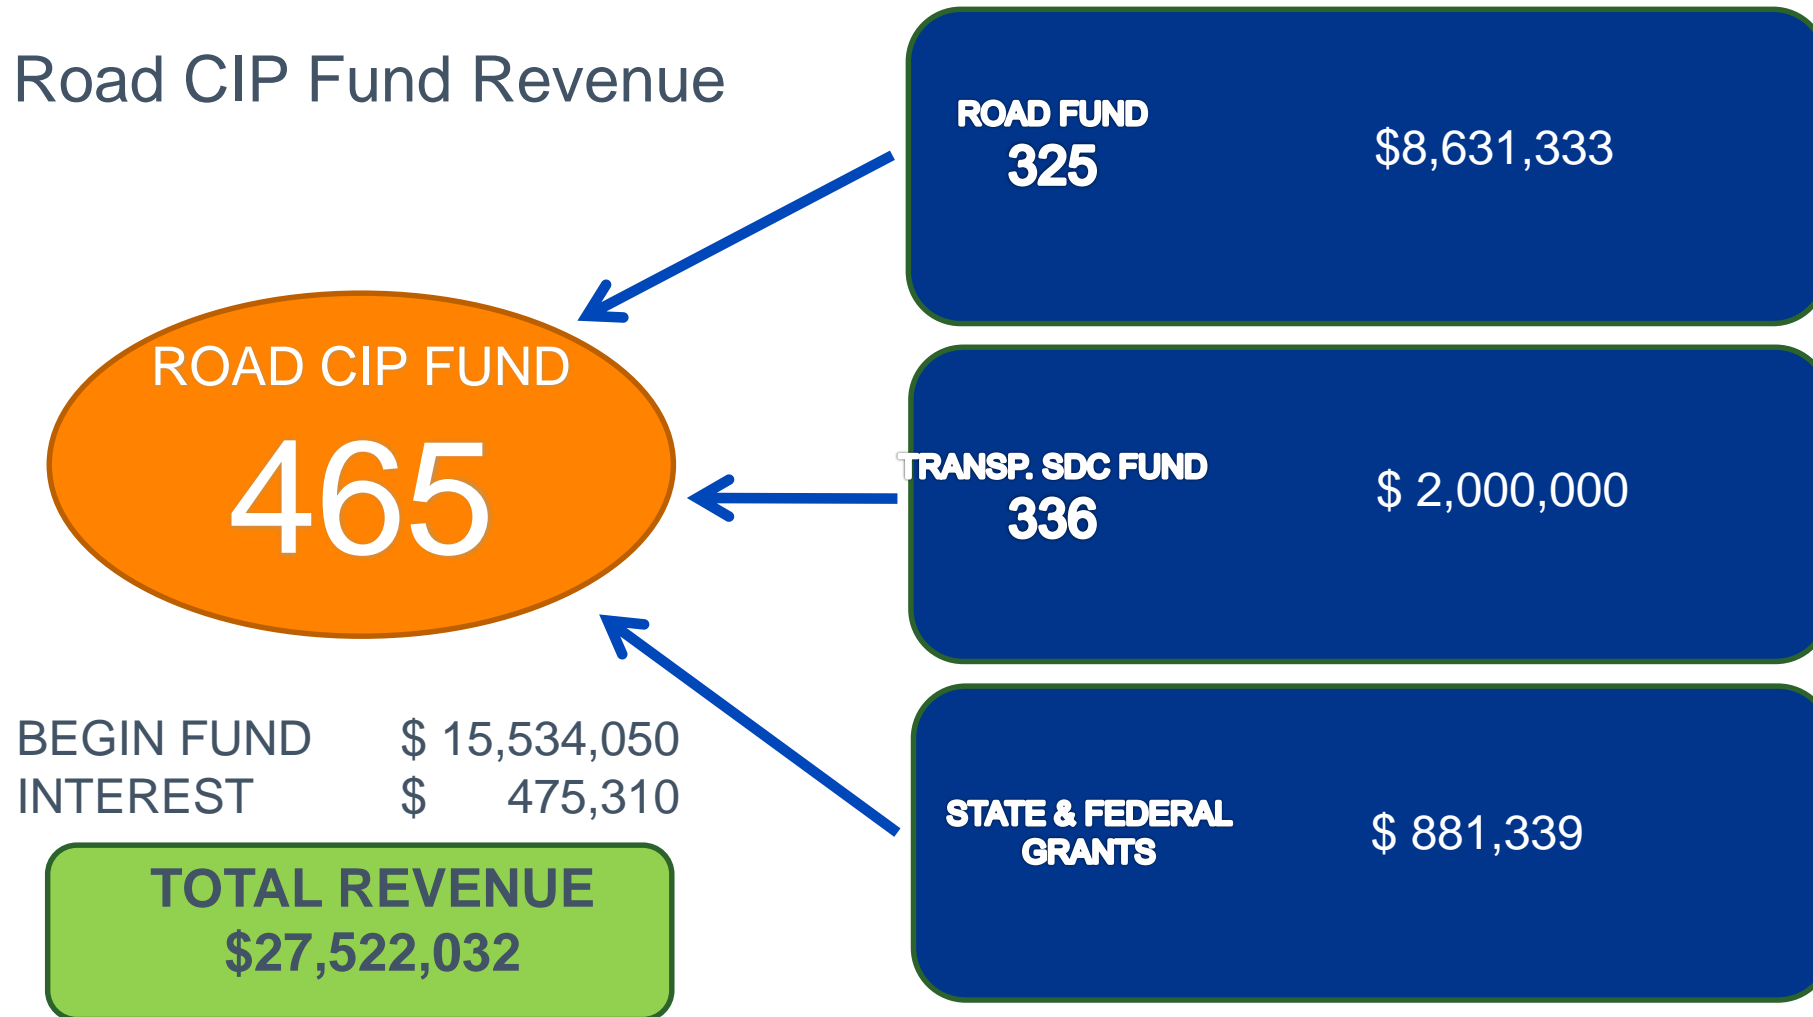 Road CIP Fund Revenue
ROAD FUND
325
$8,631,333
ROAD CIP FUND
465
TRANSP. SDC FUND
336
$ 2,000,000
BEGIN FUND $ 15,534,050
INTEREST $ 475,310
STATE & FEDERAL
GRANTS
$ 881,339
TOTAL REVENUE
$27,522,032